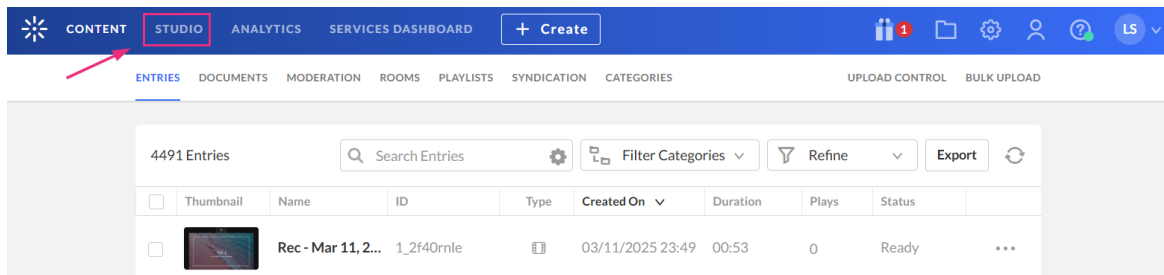 CONTENT STUDIO ANALYTICS SERVICES DASHBOARD + Create 1 LS
ENTRIES DOCUMENTS MODERATION ROOMS PLAYLISTS SYNDICATION CATEGORIES UPLOAD CONTROL BULK UPLOAD
4491 Entries Search Entries Filter Categories Refine Export
Thumbnail Name ID Type Created On Duration Plays Status
Rec - Mar 11, 2... 1_2f40rnle 03/11/2025 23:49 00:53 0 Ready